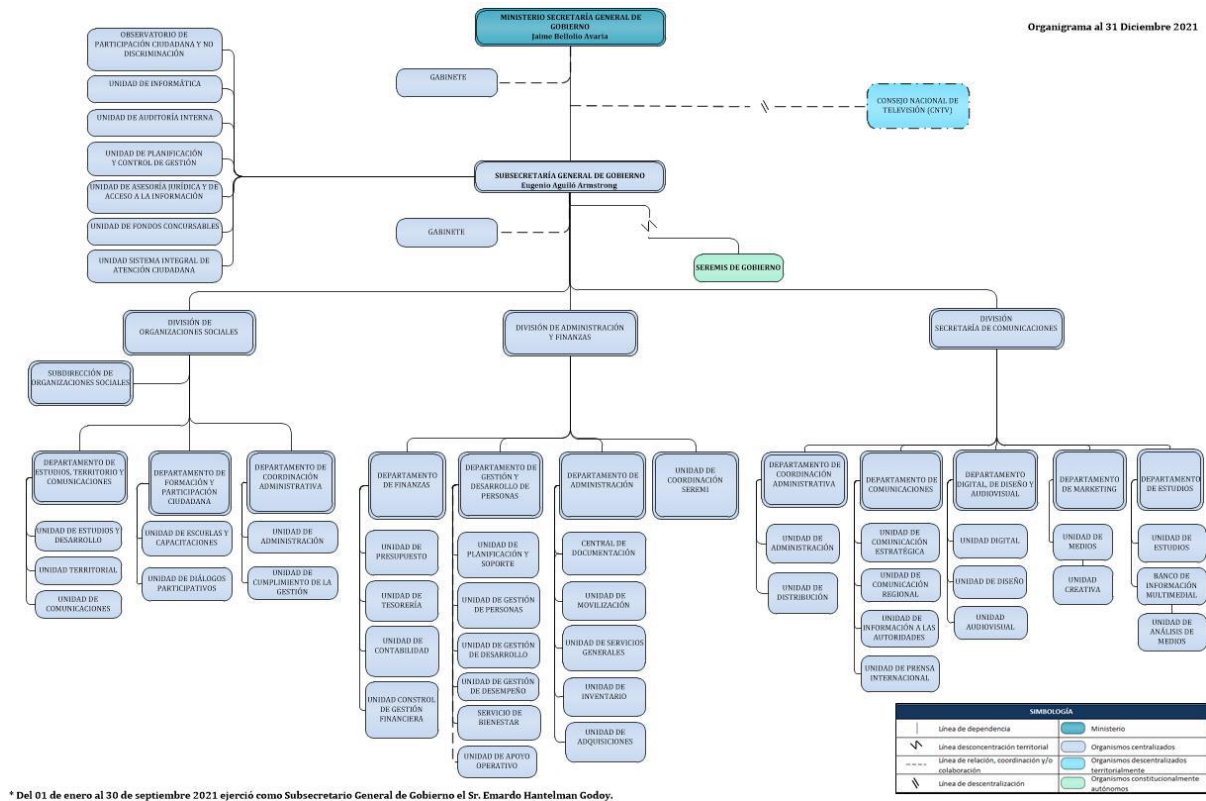 MINISTERIO SECRETARÍA GENERAL DE
GOBIERNO
Jaime Bellolio Avaria
Organigrama al 31 Diciembre 2021
OBSERVATORIO DE
PARTICIPACIÓN CIUDADANA Y NO
DISCRIMINACIÓN
UNIDAD DE INFORMÁTICA
UNIDAD DE AUDITORÍA INTERNA
UNIDAD DE PLANIFICACIÓN
Y CONTROL DE GESTIÓN
UNIDAD DE ASESORÍA JURÍDICA Y DE
ACCESO A LA INFORMACIÓN
UNIDAD DE FONDOS CONCURSABLES
UNIDAD SISTEMA INTEGRAL DE
ATENCIÓN CIUDADANA
GABINETE
CONSEJO NACIONAL DE
TELEVISIÓN (CNTV)
SUBSECRETARÍA GENERAL DE GOBIERNO
Eugenio Aguiló Armstrong
GABINETE
SEREMIS DE GOBIERNO
DIVISIÓN DE
ORGANIZACIONES SOCIALES
DIVISIÓN DE ADMINISTRACIÓN
Y FINANZAS
DIVISIÓN
SECRETARÍA DE COMUNICACIONES
SUBDIRECCIÓN DE
ORGANIZACIONES SOCIALES
DEPARTAMENTO DE
ESTUDIOS, TERRITORIO Y
COMUNICACIONES
UNIDAD DE ESTUDIOS Y
DESARROLLO
UNIDAD TERRITORIAL
UNIDAD DE
COMUNICACIONES
DEPARTAMENTO DE
FORMACIÓN Y
PARTICIPACIÓN
CIUDADANA
UNIDAD DE ESCUELAS Y
CAPACITACIONES
UNIDAD DE DIÁLOGOS
PARTICIPATIVOS
DEPARTAMENTO DE
COORDINACIÓN
ADMINISTRATIVA
UNIDAD DE
ADMINISTRACIÓN
UNIDAD DE
CUMPLIMIENTO DE LA
GESTIÓN
DEPARTAMENTO
DE FINANZAS
UNIDAD DE
PRESUPUESTO
UNIDAD DE
TESORERÍA
UNIDAD DE
CONTABILIDAD
UNIDAD CONSTROL
DE GESTIÓN
FINANCIERA
DEPARTAMENTO DE
GESTIÓN Y
DESARROLLO DE
PERSONAS
UNIDAD DE
PLANIFICACIÓN Y
SOPORTE
UNIDAD DE GESTIÓN
DE PERSONAS
UNIDAD DE GESTIÓN
DE DESARROLLO
UNIDAD DE GESTIÓN DE
DESEMPEÑO
SERVICIO DE
BIENESTAR
UNIDAD DE APOYO
OPERATIVO
DEPARTAMENTO DE
ADMINISTRACIÓN
CENTRAL DE
DOCUMENTACIÓN
UNIDAD DE
MOVILIZACIÓN
UNIDAD DE SERVICIOS
GENERALES
UNIDAD DE
INVENTARIO
UNIDAD DE
ADQUISICIONES
UNIDAD DE
COORDINACIÓN
SEREMI
DEPARTAMENTO DE
COORDINACIÓN
ADMINISTRATIVA
UNIDAD DE
ADMINISTRACIÓN
UNIDAD DE
DISTRIBUCIÓN
DEPARTAMENTO DE
COMUNICACIONES
UNIDAD DE
COMUNICACIÓN
ESTRATÉGICA
UNIDAD DE
COMUNICACIÓN
REGIONAL
UNIDAD DE
INFORMACIÓN A LAS
AUTORIDADES
UNIDAD DE PRENSA
INTERNACIONAL
DEPARTAMENTO
DIGITAL, DE DISEÑO Y
AUDIOVISUAL
UNIDAD DIGITAL
UNIDAD DE DISEÑO
UNIDAD
AUDIOVISUAL
DEPARTAMENTO
DE MARKETING
UNIDAD DE
MEDIOS
UNIDAD
CREATIVA
DEPARTAMENTO
DE ESTUDIOS
UNIDAD DE
ESTUDIOS
BANCO DE
INFORMACIÓN
MULTIMEDIAL
UNIDAD DE
ANÁLISIS DE
MEDIOS
SIMBOLOGÍA
Línea de dependencia
Ministerio
Línea desconcentración territorial
Organismos centralizados
Línea de relación, coordinación y/o
colaboración
Organismos descentralizados
territorialmente
Línea de descentralización
Organismos constitucionalmente
autónomos
* Del 01 de enero al 30 de septiembre 2021 ejerció como Subsecretario General de Gobierno el Sr. Emardo Hantelman Godoy.